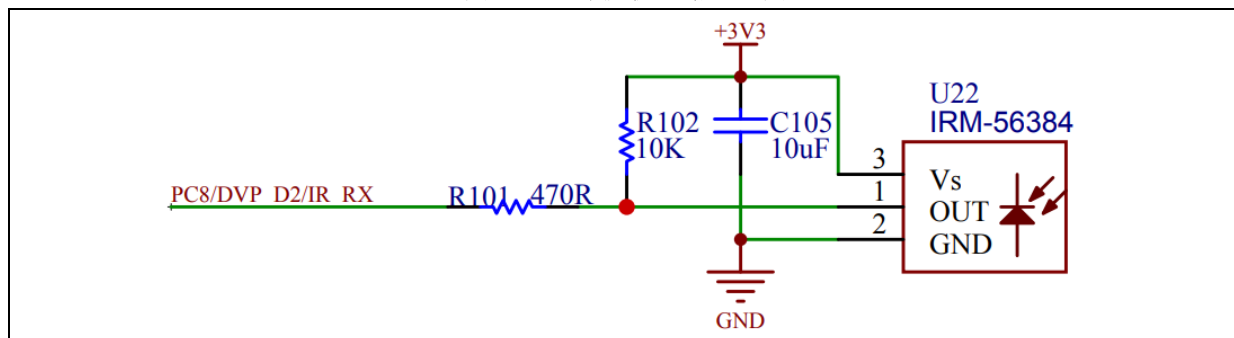 +3V3
U22
IRM-56384
R102
10K
C105
10uF
3
Vs
PC8/DVP_D2/IR_RX
R101
470R
1
OUT
2
GND
GND